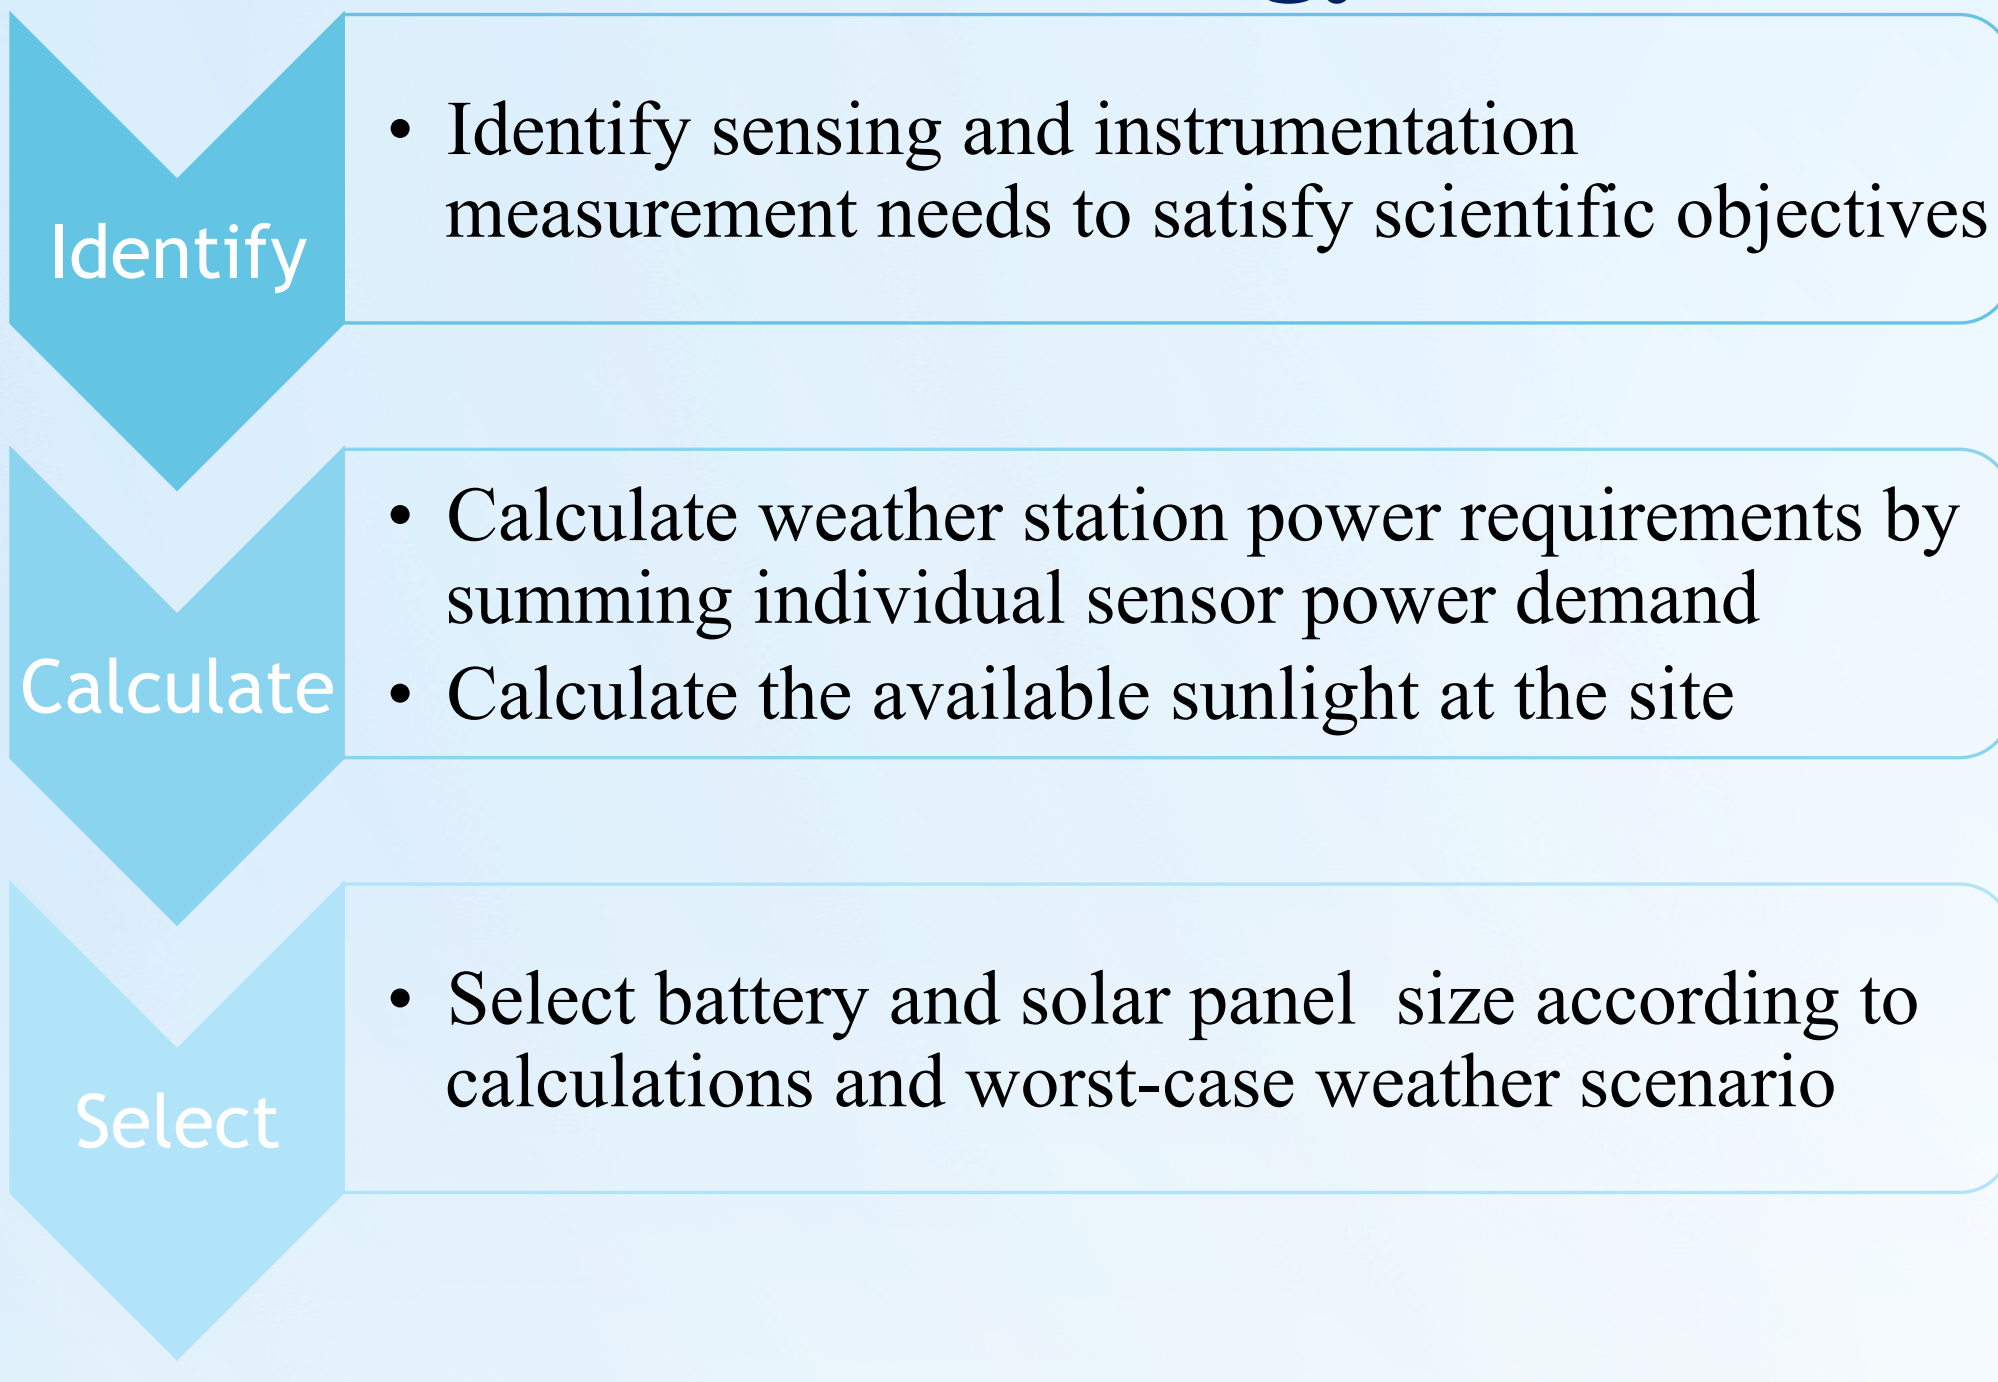 Identify
• Identify sensing and instrumentation
measurement needs to satisfy scientific objectives
Calculate
• Calculate weather station power requirements by
summing individual sensor power demand
• Calculate the available sunlight at the site
Select
• Select battery and solar panel  size according to
calculations and worst-case weather scenario